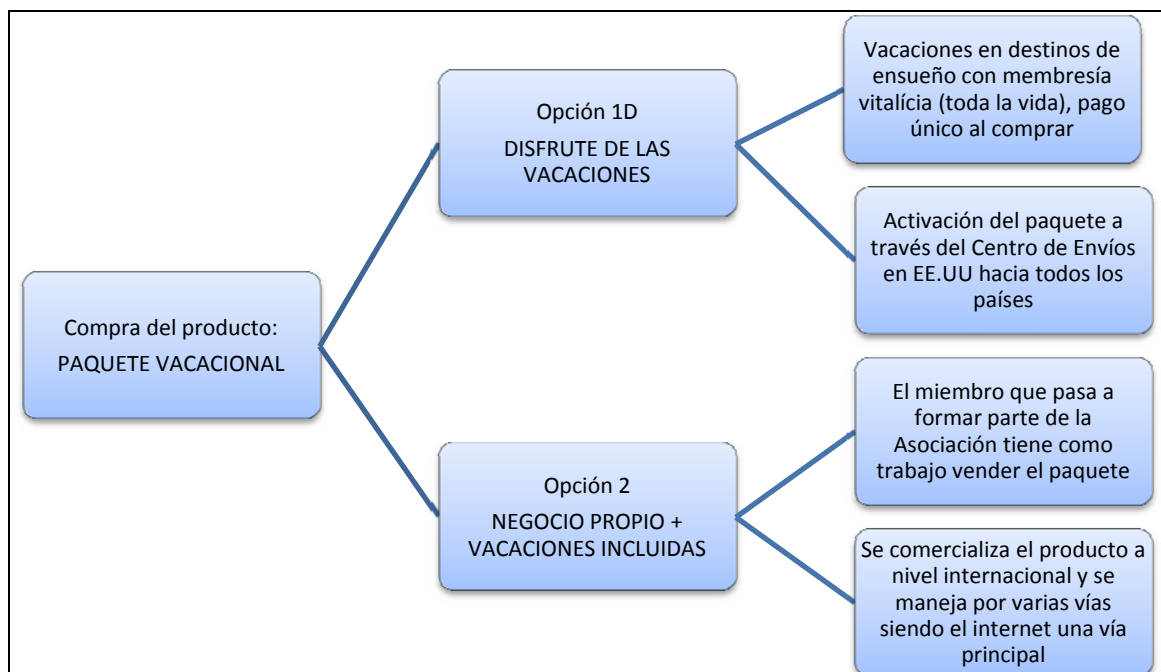 Compra del producto:
PAQUETE VACACIONAL
Opción 1D
DISFRUTE DE LAS
VACACIONES
Vacaciones en destinos de
ensueño con membresía
vitalícia (toda la vida), pago
único al comprar
Activación del paquete a
través del Centro de Envíos
en EE.UU hacia todos los
países
Opción 2
NEGOCIO PROPIO +
VACACIONES INCLUIDAS
El miembro que pasa a
formar parte de la
Asociación tiene como
trabajo vender el paquete
Se comercializa el producto a
nivel internacional y se
maneja por varias vías
siendo el internet una vía
principal